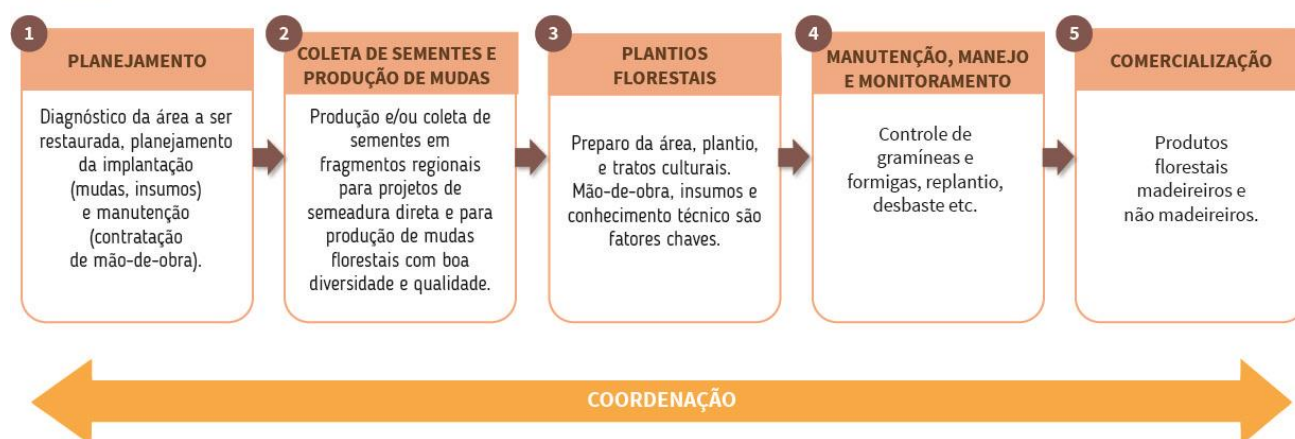 1
PLANEJAMENTO
Diagnóstico da área a ser
restaurada, planejamento
da implantação
(mudas, insumos)
e manutenção
(contratação
de mão-de-obra).
2
COLETA DE SEMENTES E
PRODUÇÃO DE MUDAS
Produção e/ou coleta de
sementes em
fragmentos regionais
para projetos de
semeadura direta e para
produção de mudas
florestais com boa
diversidade e qualidade.
3
PLANTIOS
FLORESTAIS
Preparo da área, plantio,
e tratos culturais.
Mão-de-obra, insumos e
conhecimento técnico são
fatores chaves.
4
MANUTENÇÃO, MANEJO
E MONITORAMENTO
Controle de
gramíneas e
formigas, replantio,
desbaste etc.
5
COMERCIALIZAÇÃO
Produtos
florestais
madeireiros e
não madeireiros.
COORDENAÇÃO